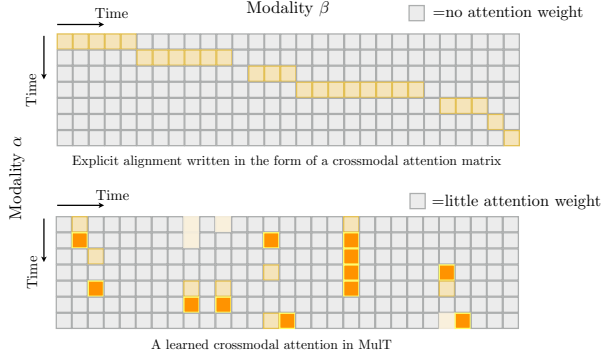 Modality β
Time
=no attention weight
Time
Explicit alignment written in the form of a crossmodal attention matrix
Modality α
Time
=little attention weight
Time
A learned crossmodal attention in MulT